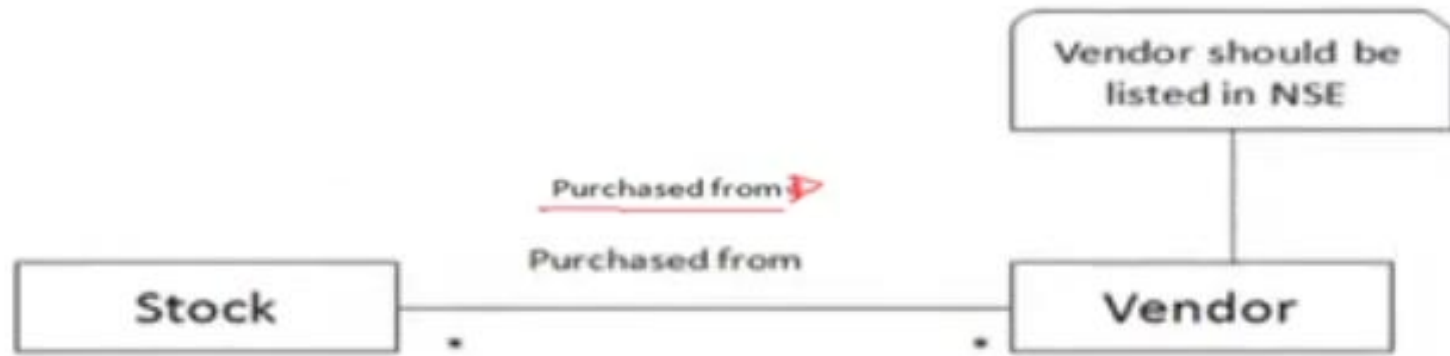 Vendor should be
listed in NSE
Purchased from
Purchased from
Stock
Vendor
*
*